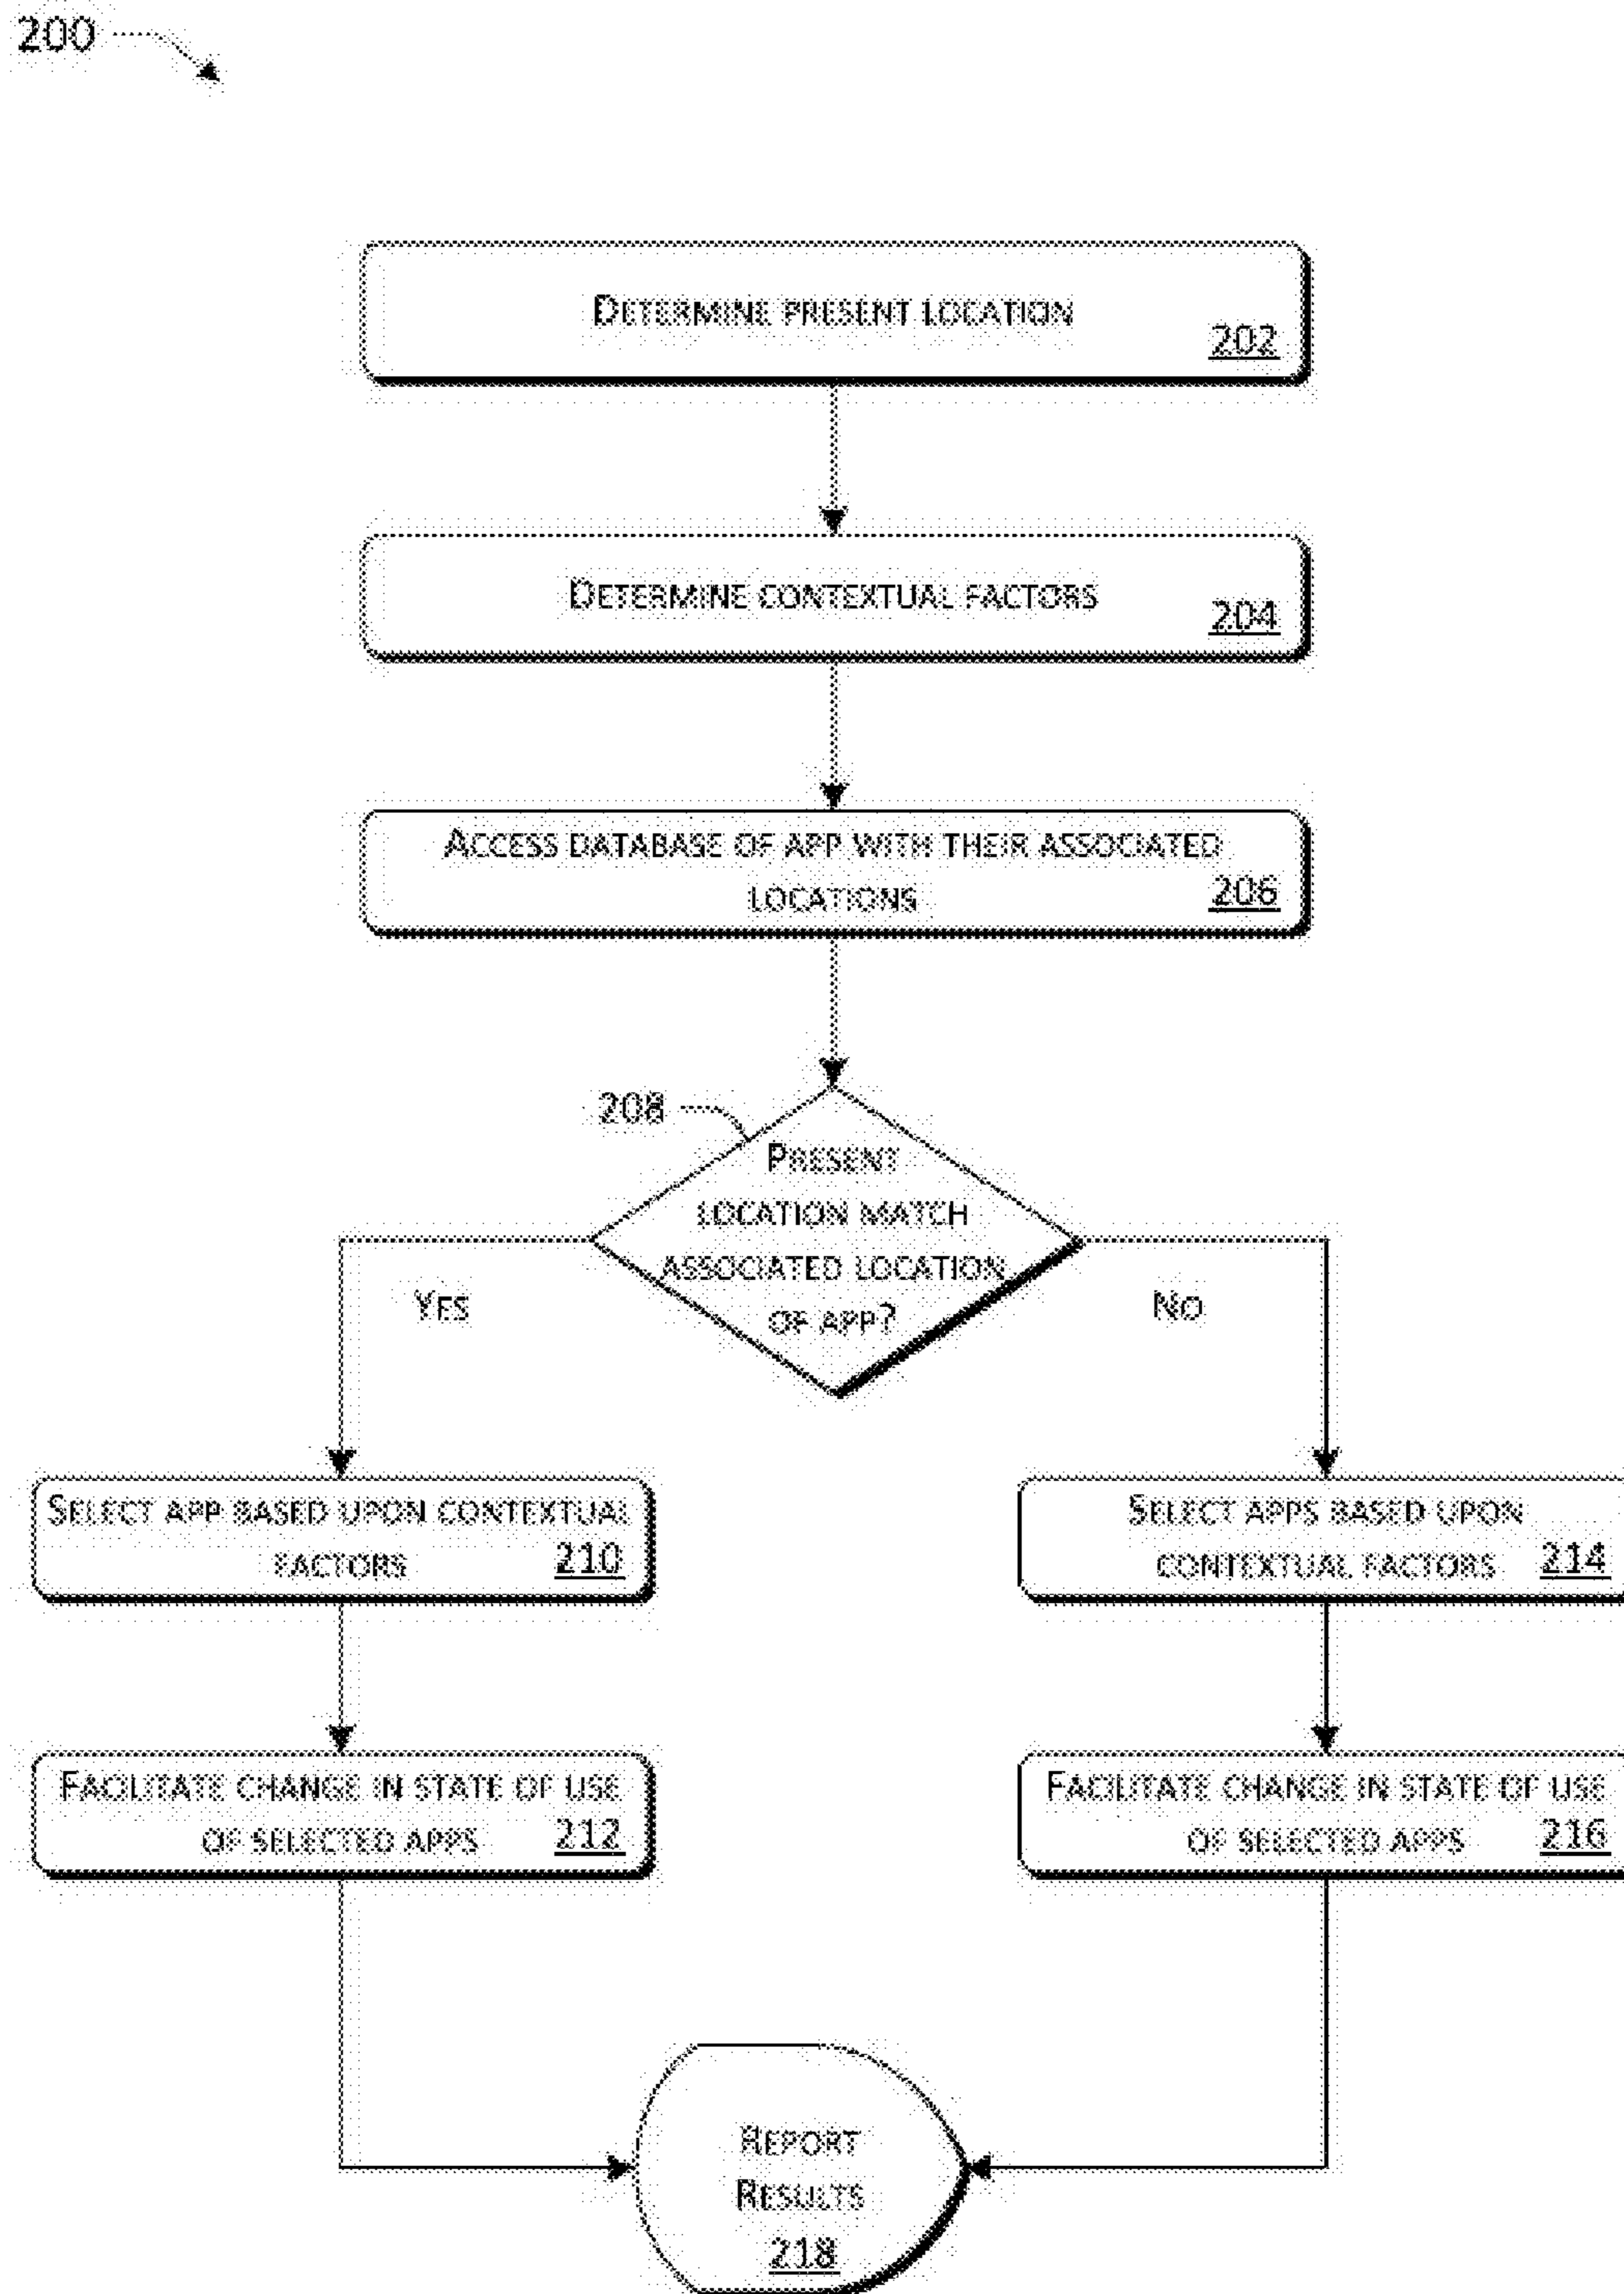 200
Determine present location
202
Determine contextual factors
204
Access database of app with their associated
locations
206
208
Present
location match
associated location
of app?
Yes
No
Select app based upon contextual
factors
210
Select apps based upon
contextual factors
214
Facilitate change in state of use
of selected apps
212
Facilitate change in state of use
of selected apps
216
Report
Results
218